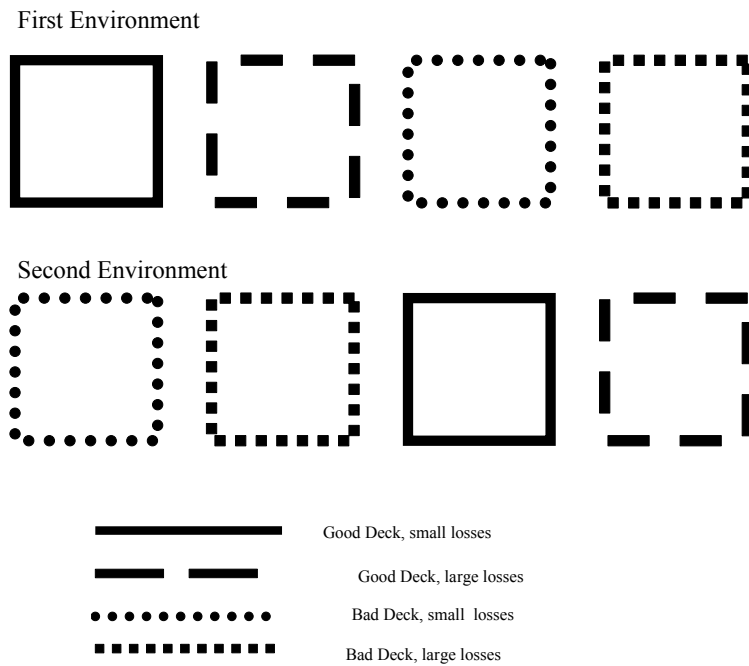 First Environment
Second Environment
Good Deck, small losses
Good Deck, large losses
Bad Deck, small losses
Bad Deck, large losses